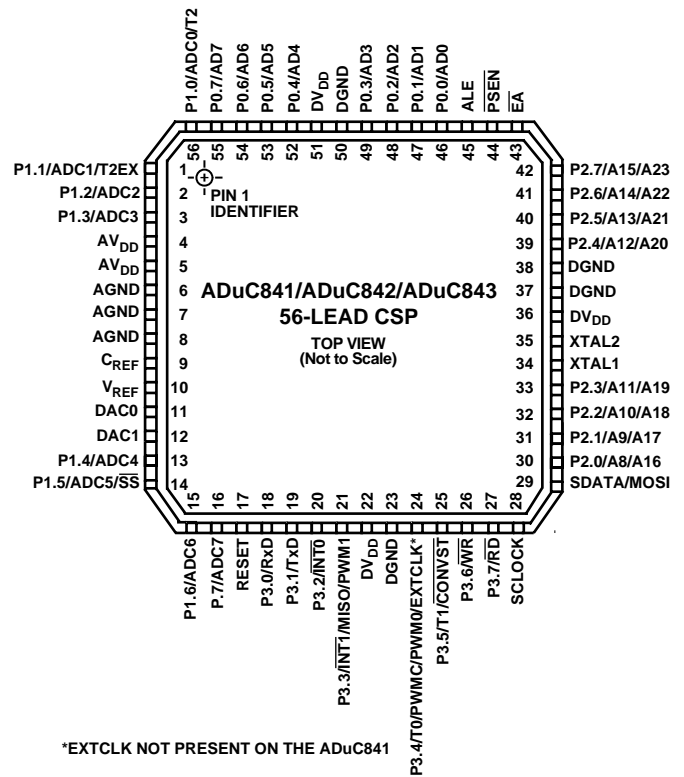 P1.0/ADC0/T2
P0.7/AD7
P0.6/AD6
P0.5/AD5
P0.4/AD4
DVDD
DGND
P0.3/AD3
P0.2/AD2
P0.1/AD1
P0.0/AD0
ALE
P̅S̅E̅N̅
E̅A̅
56
55
54
53
52
51
50
49
48
47
46
45
44
43
P1.1/ADC1/T2EX 1
P1.2/ADC2 2
P1.3/ADC3 3
AVDD 4
AVDD 5
AGND 6
AGND 7
AGND 8
CREF 9
VREF 10
DAC0 11
DAC1 12
P1.4/ADC4 13
P1.5/ADC5/S̅S̅ 14
PIN 1
IDENTIFIER
ADuC841/ADuC842/ADuC843
56-LEAD CSP
TOP VIEW
(Not to Scale)
42 P2.7/A15/A23
41 P2.6/A14/A22
40 P2.5/A13/A21
39 P2.4/A12/A20
38 DGND
37 DGND
36 DVDD
35 XTAL2
34 XTAL1
33 P2.3/A11/A19
32 P2.2/A10/A18
31 P2.1/A9/A17
30 P2.0/A8/A16
29 SDATA/MOSI
15
16
17
18
19
20
21
22
23
24
25
26
27
28
P1.6/ADC6
P.7/ADC7
RESET
P3.0/RxD
P3.1/TxD
P3.2/I̅N̅T̅0̅
P3.3/I̅N̅T̅1̅/MISO/PWM1
DVDD
DGND
P3.4/T0/PWMC/PWM0/EXTCLK*
P3.5/T1/C̅O̅N̅V̅S̅T̅
P3.6/W̅R̅
P3.7/R̅D̅
SCLOCK
*EXTCLK NOT PRESENT ON THE ADuC841